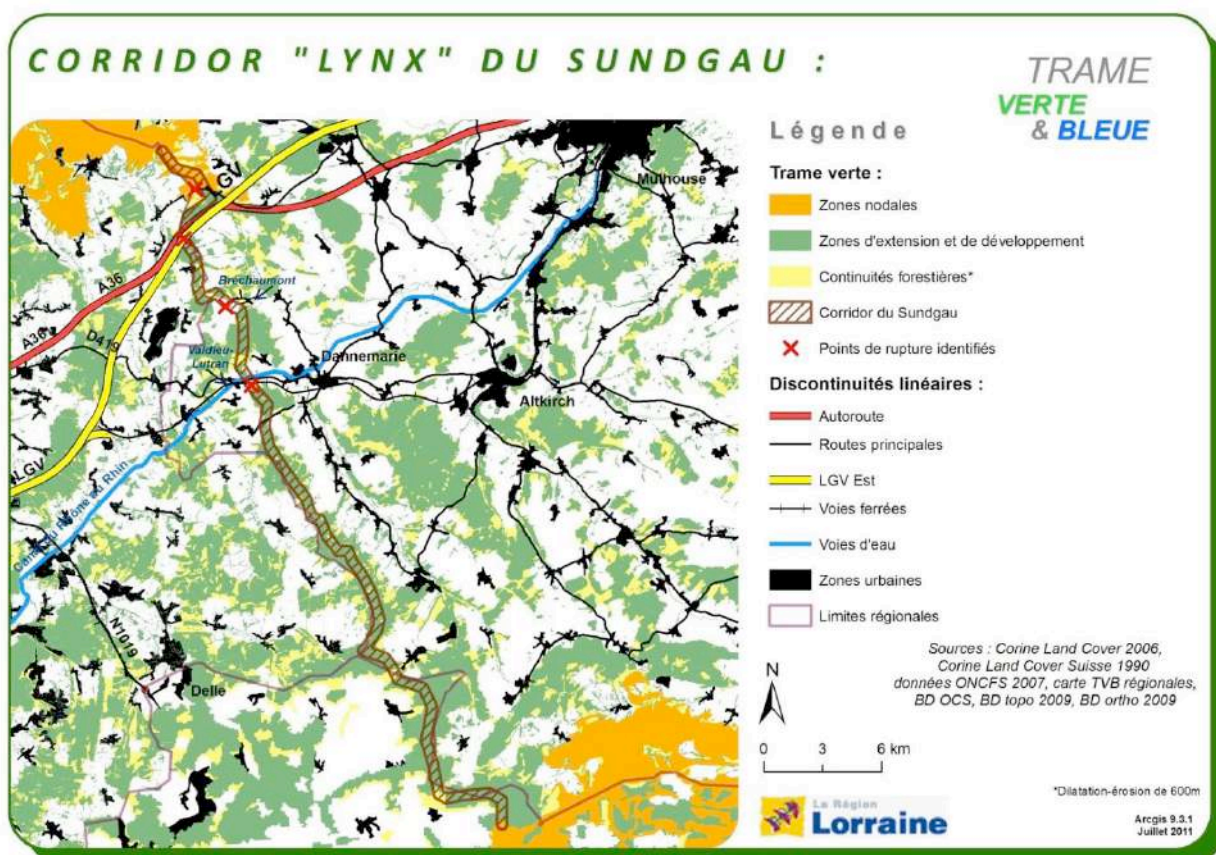 CORRIDOR "LYNX" DU SUNDGAU :
TRAME
VERTE
& BLEUE
Légende
Trame verte :
Zones nodales
Zones d'extension et de développement
Continuités forestières*
Corridor du Sundgau
Points de rupture identifiés
Discontinuités linéaires :
Autoroute
Routes principales
LGV Est
Voies ferrées
Voies d'eau
Zones urbaines
Limites régionales
Sources : Corine Land Cover 2006,
Corine Land Cover Suisse 1990
données ONCFS 2007, carte TVB régionales,
BD OCS, BD topo 2009, BD ortho 2009
N
0 3 6 km
*Dilatation-érosion de 600m
La Région
Lorraine
Arcgis 9.3.1
Juillet 2011
LGV
Mulhouse
A36
Bréchaumont
A36
D419
Valdieu-
Lutran
Dannemarie
Altkirch
LGV
Canal du Rhône au Rhin
N1019
Delle